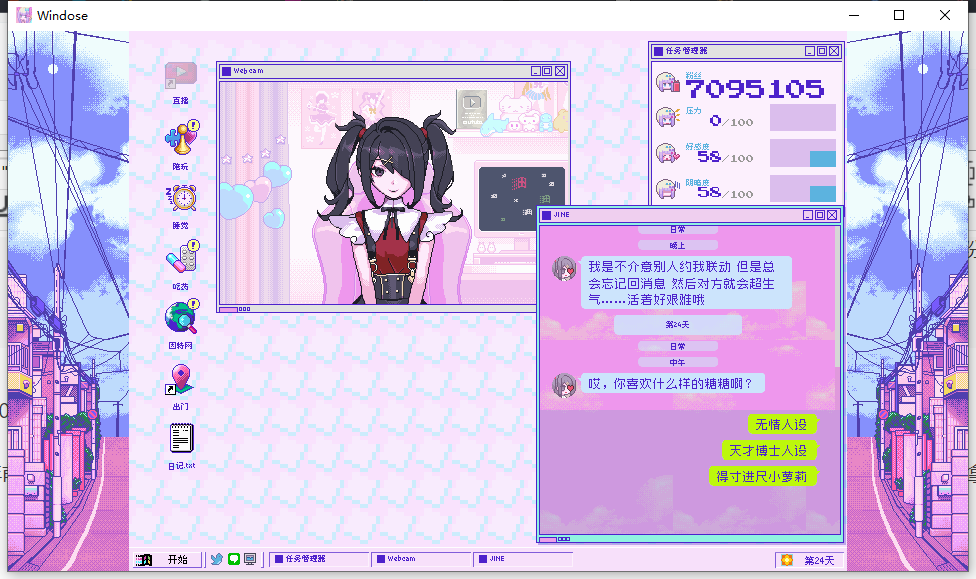 Windose
直播
陪玩
睡觉
吃药
因特网
出门
日记.txt
Webcam
任务管理器
粉丝
7095105
压力
0/100
好感度
58/100
阴暗度
58/100
JINE
日常
晚上
我是不介意别人约我联动 但是总
会忘记回消息 然后对方就会超生
气……活着好艰难哦
第24天
日常
中午
哎，你喜欢什么样的糖糖啊？
无情人设
天才博士人设
得寸进尺小萝莉
开始
任务管理器
Webcam
JINE
第24天